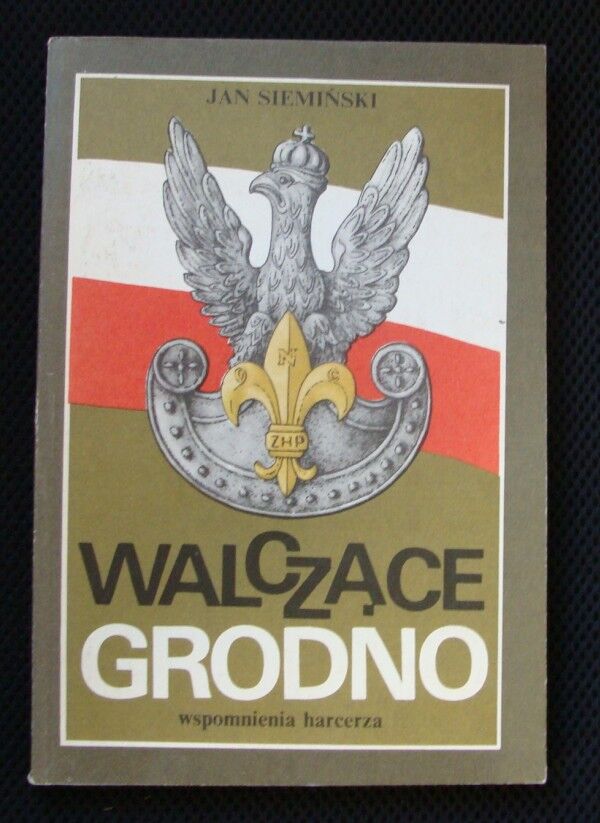 JAN SIEMIŃSKI
O N C
ZHP
WALCZĄCE
GRODNO
wspomnienia harcerza